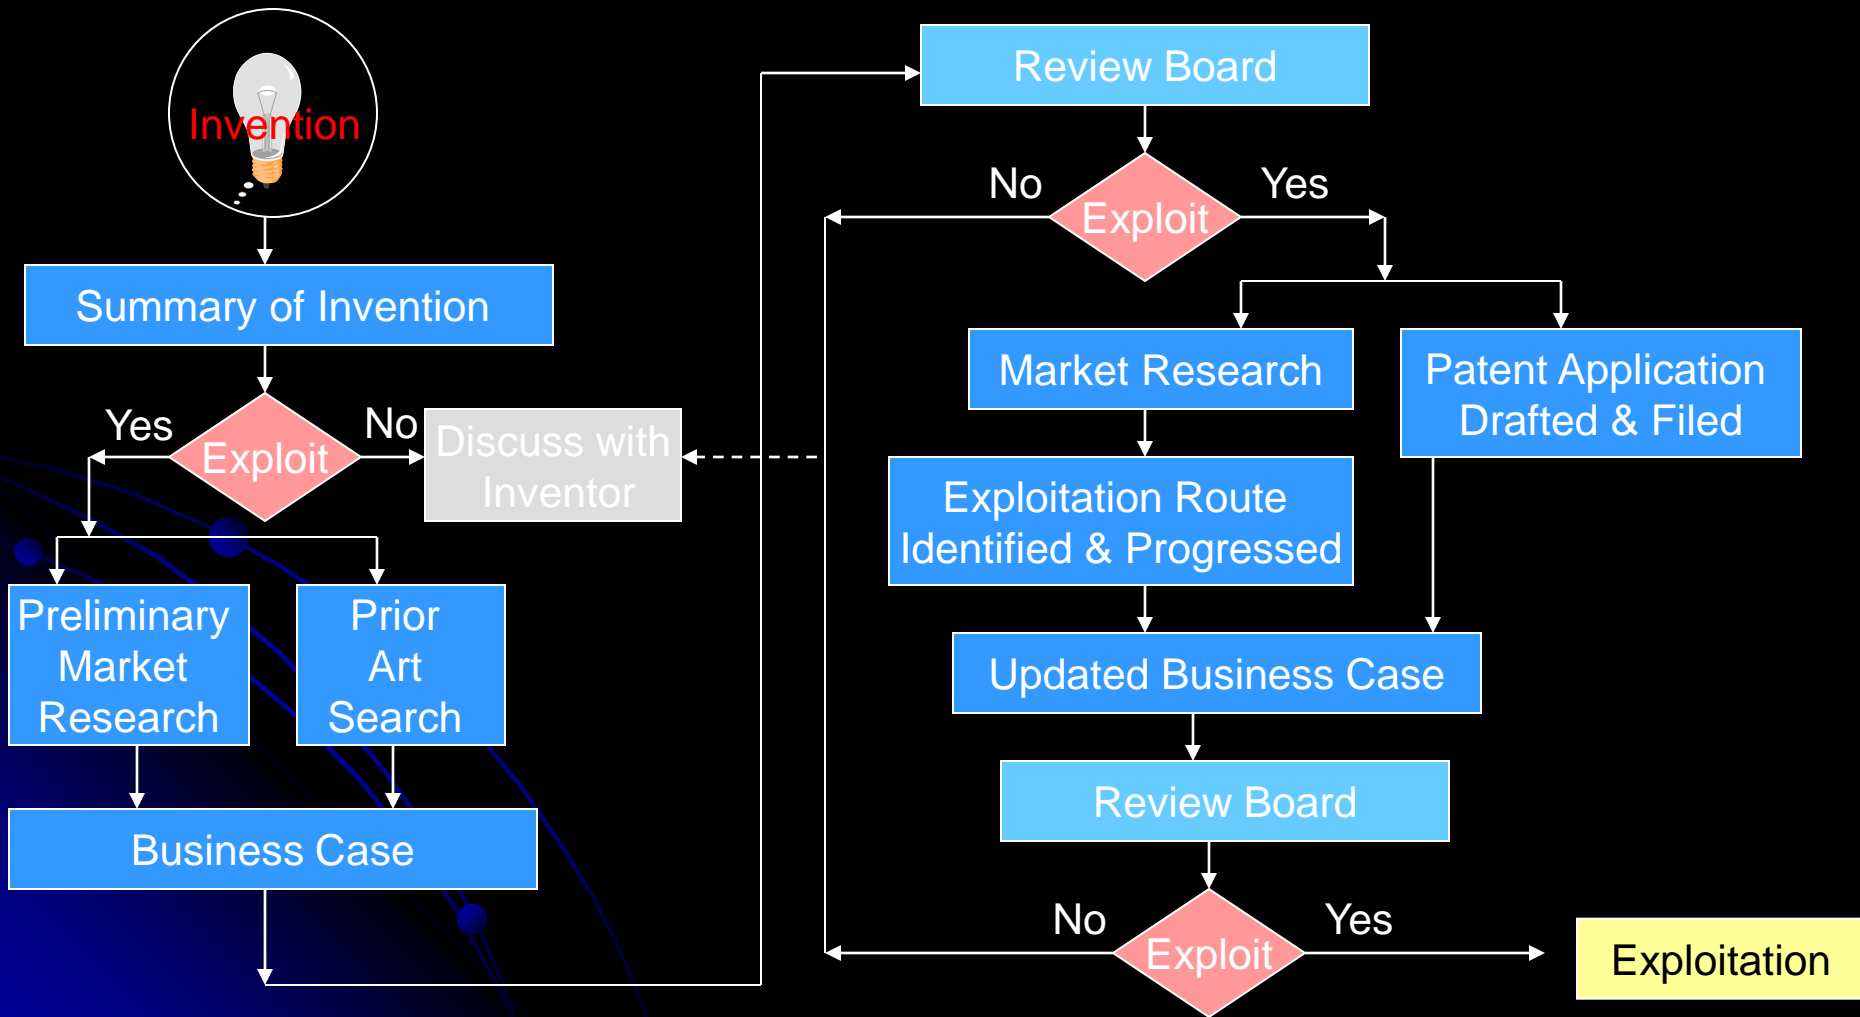 Invention
Summary of Invention
Yes
No
Exploit
Discuss with
Inventor
Preliminary
Market
Research
Prior
Art
Search
Business Case
Review Board
No
Yes
Exploit
Market Research
Patent Application
Drafted & Filed
Exploitation Route
Identified & Progressed
Updated Business Case
Review Board
No
Yes
Exploit
Exploitation